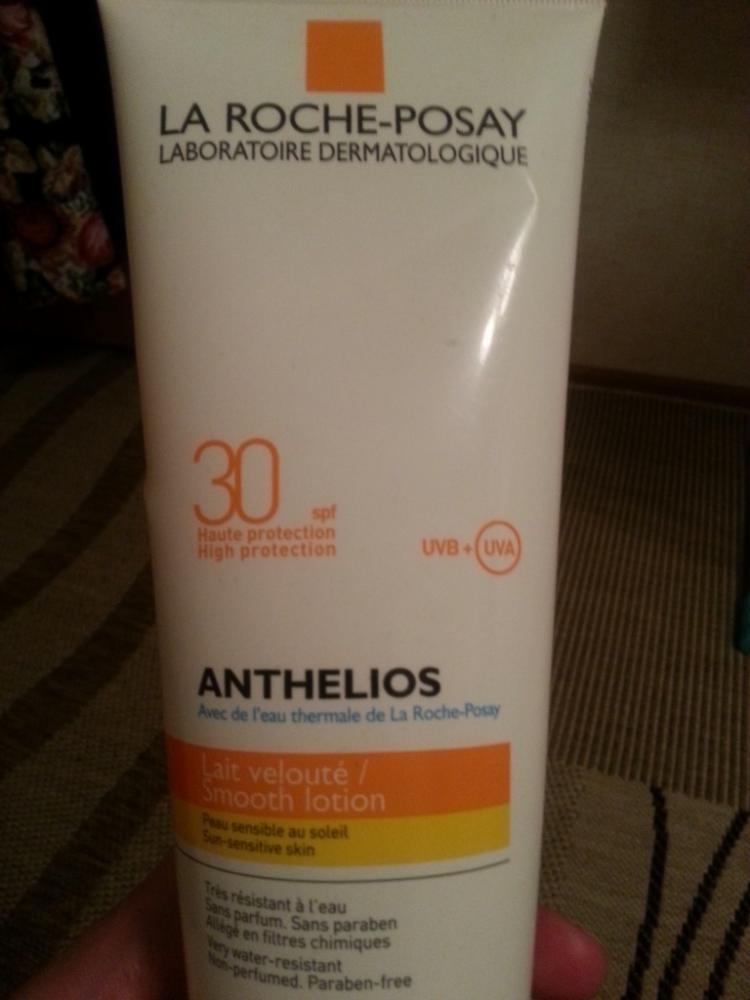 LA ROCHE-POSAY
LABORATOIRE DERMATOLOGIQUE
30 spf
Haute protection
High protection
UVB + UVA
ANTHELIOS
Avec de l'eau thermale de La Roche-Posay
Lait velouté /
Smooth lotion
Peau sensible au soleil
Sun-sensitive skin
Très résistant à l'eau
Sans parfum. Sans paraben
Allégé en filtres chimiques
Very water-resistant
Non-perfumed. Paraben-free